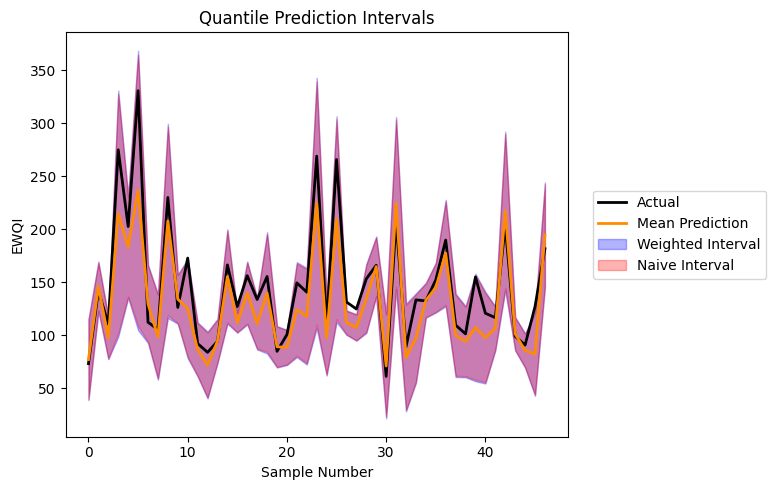 Quantile Prediction Intervals
EWQI
350
300
250
200
150
100
50
0
10
20
30
40
Sample Number
Actual
Mean Prediction
Weighted Interval
Naive Interval